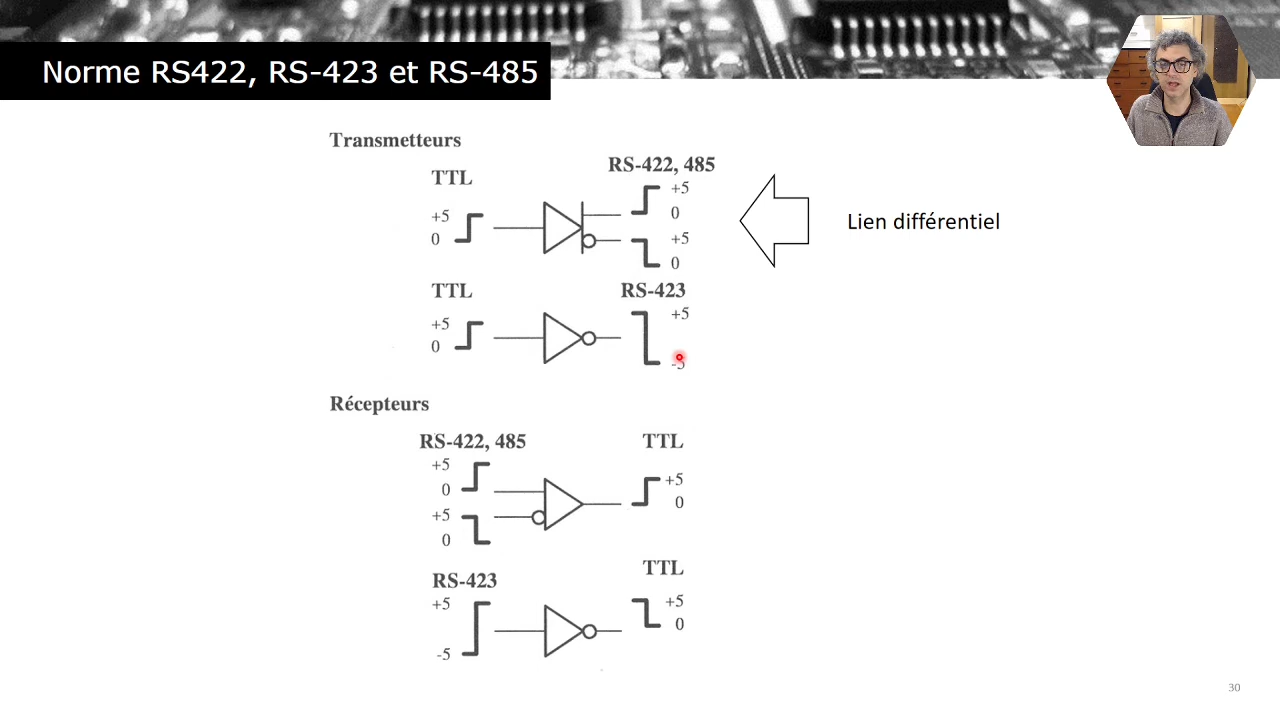 Norme RS422, RS-423 et RS-485
Transmetteurs
TTL
RS-422, 485
+5
0
+5
0
+5
0
Lien différentiel
TTL
RS-423
+5
0
+5
-5
Récepteurs
RS-422, 485
TTL
+5
0
+5
0
+5
0
RS-423
TTL
+5
-5
+5
0
30